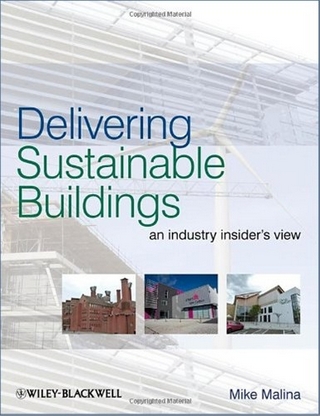 Copyrighted Material
Delivering
Sustainable
Buildings
an industry insider's view
WILEY-BLACKWELL
Mike Malina
Copyrighted Material